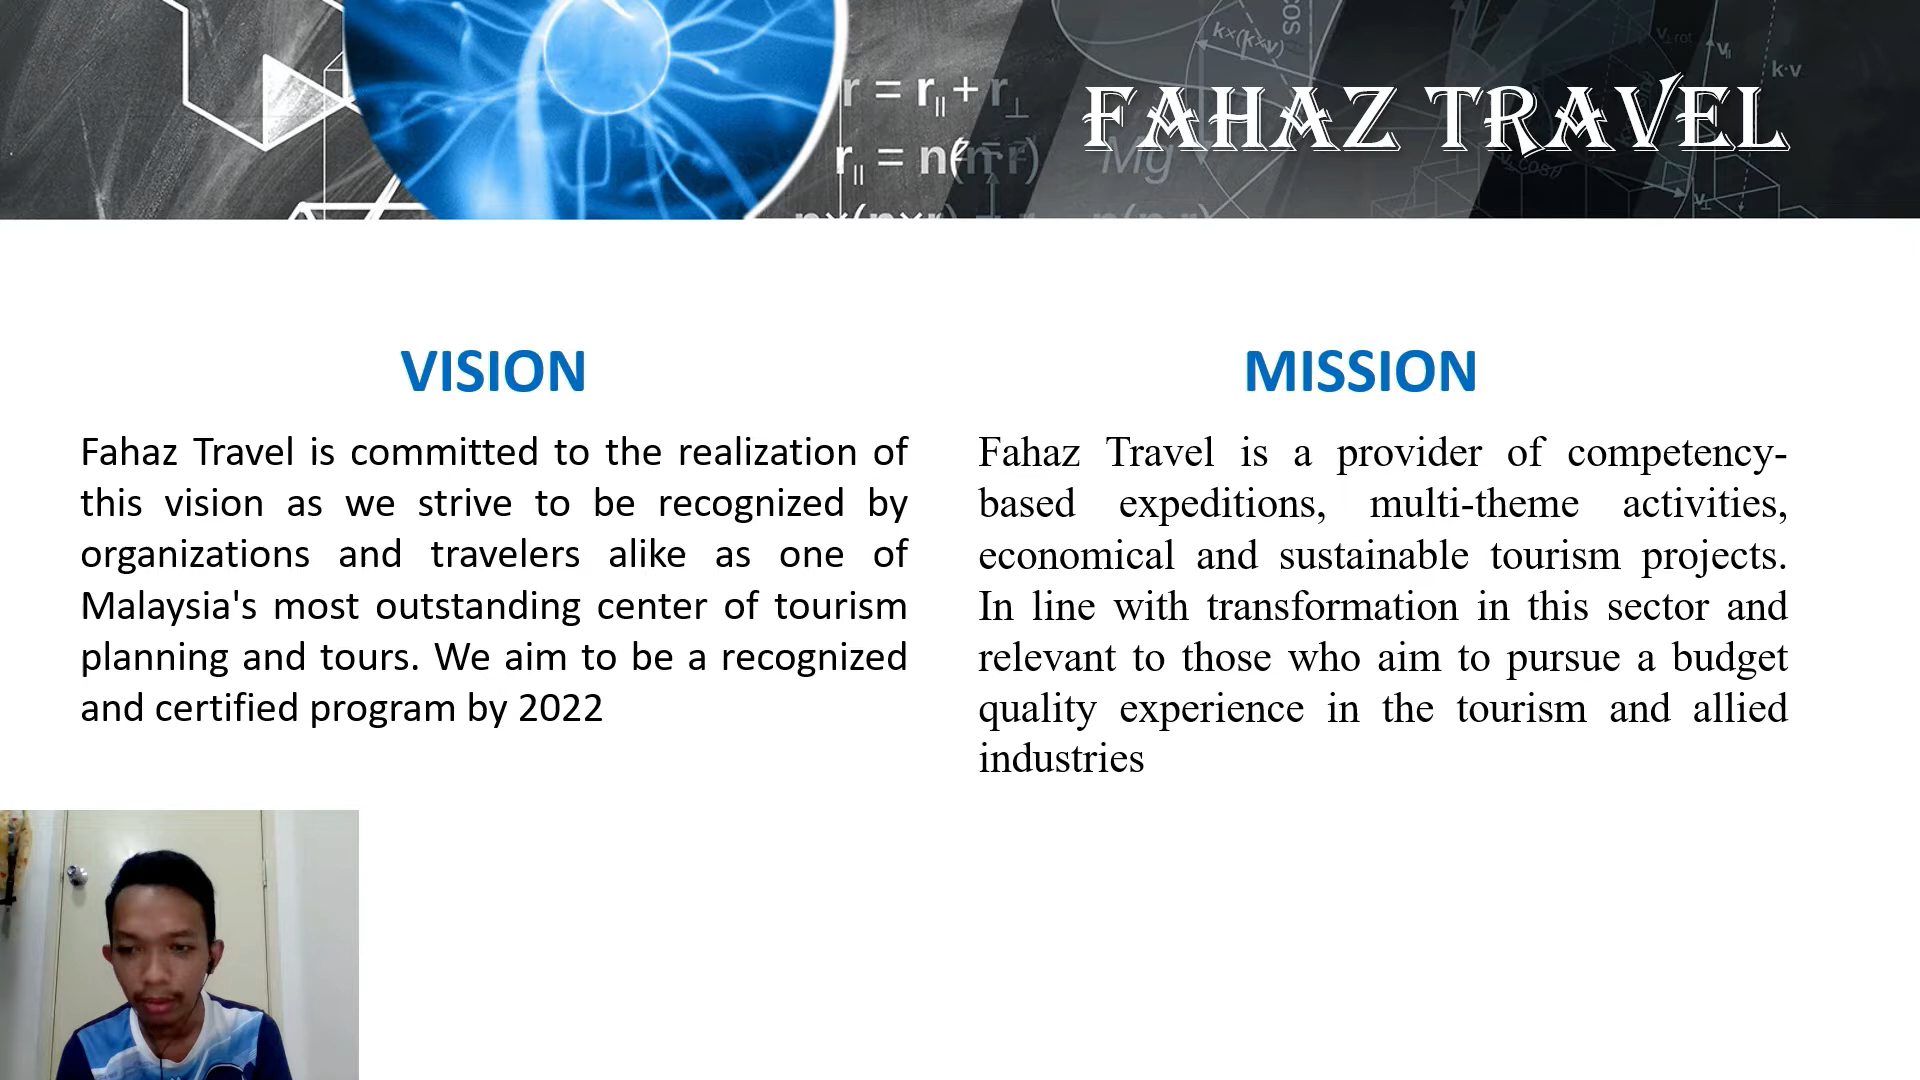 r = r|| + r⊥
r|| = n(
Mg
k×(k×v)
cos
v||
k·v
v⊥
FAHAZ TRAVEL
VISION
Fahaz Travel is committed to the realization of
this vision as we strive to be recognized by
organizations and travelers alike as one of
Malaysia's most outstanding center of tourism
planning and tours. We aim to be a recognized
and certified program by 2022
MISSION
Fahaz Travel is a provider of competency-
based expeditions, multi-theme activities,
economical and sustainable tourism projects.
In line with transformation in this sector and
relevant to those who aim to pursue a budget
quality experience in the tourism and allied
industries